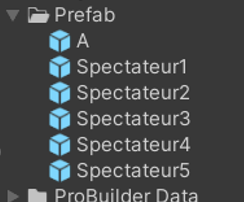 Prefab
A
Spectateur1
Spectateur2
Spectateur3
Spectateur4
Spectateur5
ProBuilder Data